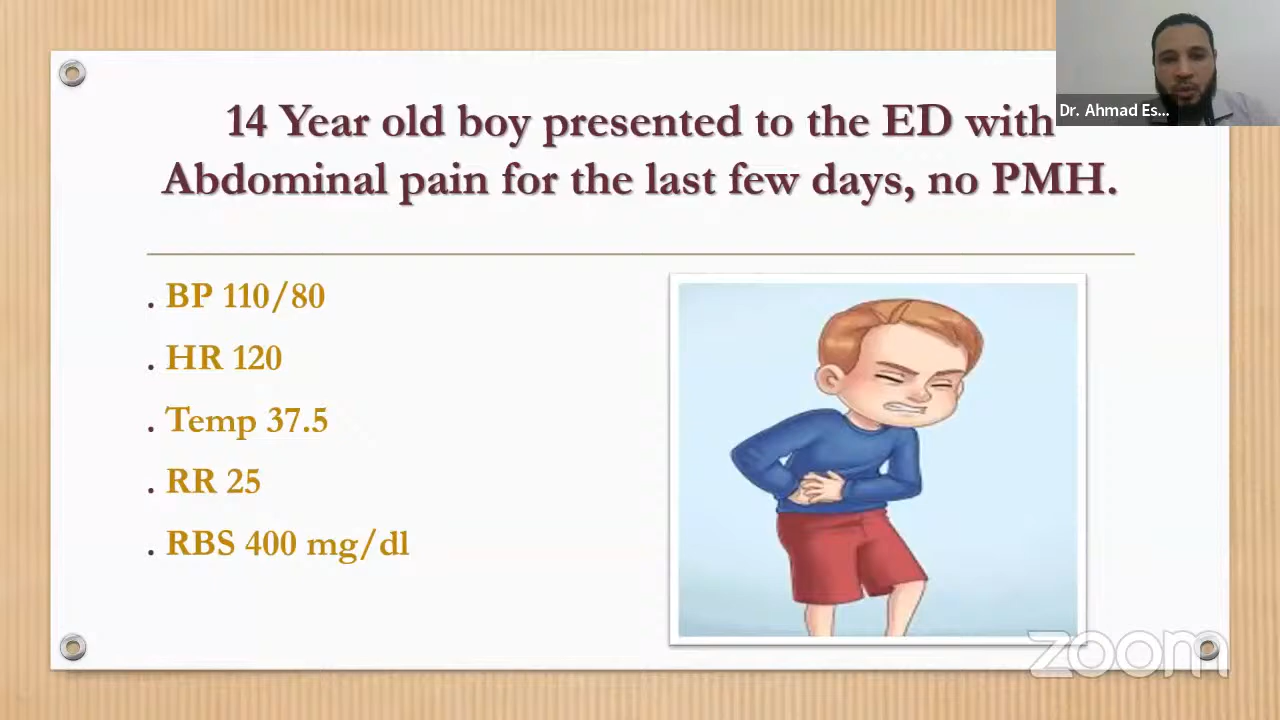 14 Year old boy presented to the ED with
Abdominal pain for the last few days, no PMH.
Dr. Ahmad Es...
. BP 110/80
. HR 120
. Temp 37.5
. RR 25
. RBS 400 mg/dl
zoom